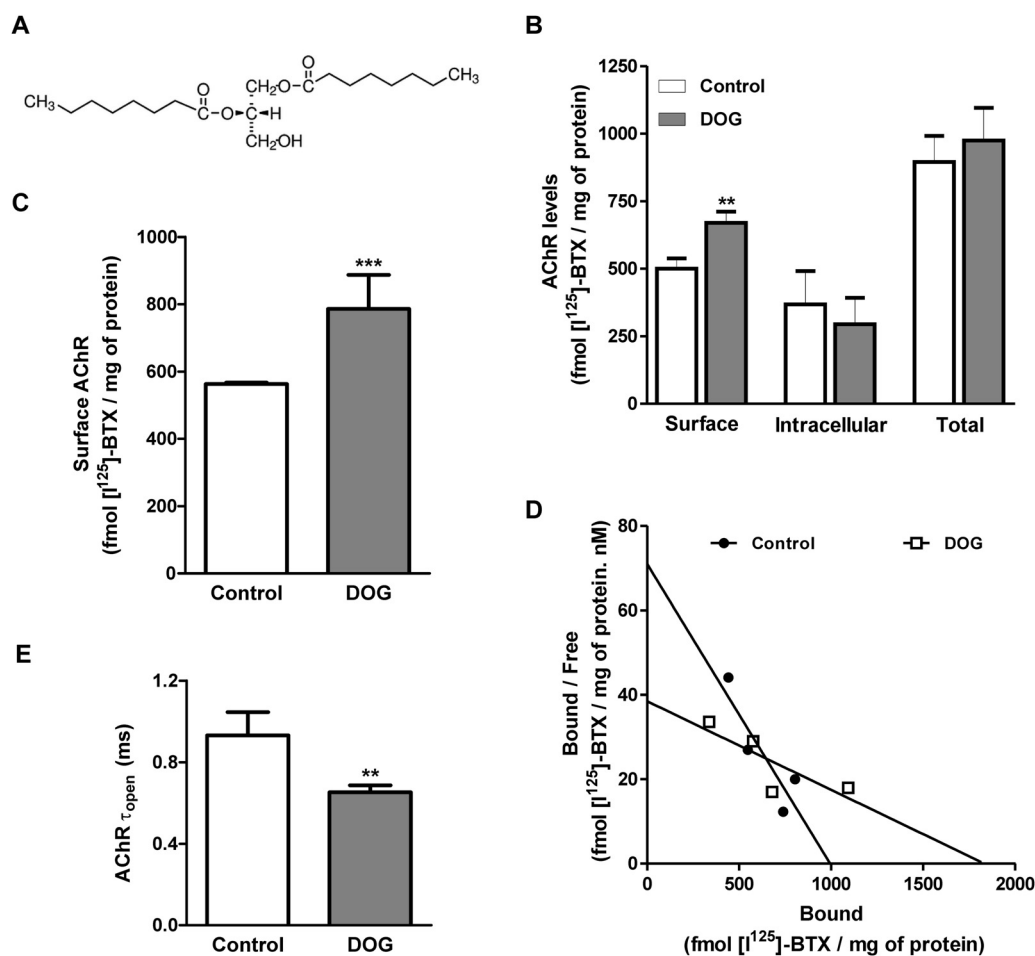 A
O
CH₂OC
CH₃
O
CH₃
C-O
C
H
CH₂OH
B
AChR levels
(fmol [I¹²⁵]-BTX / mg of protein)
1250
1000
750
500
250
0
Control
DOG
**
Surface
Intracellular
Total
C
Surface AChR
(fmol [I¹²⁵]-BTX / mg of protein)
1000
800
600
400
200
0
***
Control
DOG
D
Bound / Free
(fmol [I¹²⁵]-BTX / mg of protein. nM)
80
60
40
20
0
Control
DOG
0
500
1000
1500
2000
Bound
(fmol [I¹²⁵]-BTX / mg of protein)
E
AChR τopen (ms)
1.2
0.8
0.4
0.0
**
Control
DOG